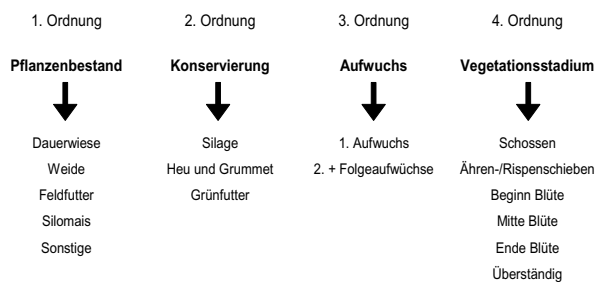 1. Ordnung
2. Ordnung
3. Ordnung
4. Ordnung
Pflanzenbestand
Konservierung
Aufwuchs
Vegetationsstadium
Dauerwiese
Weide
Feldfutter
Silomais
Sonstige
Silage
Heu und Grummet
Grünfutter
1. Aufwuchs
2. + Folgeaufwüchse
Schossen
Ähren-/Rispenschieben
Beginn Blüte
Mitte Blüte
Ende Blüte
Überständig